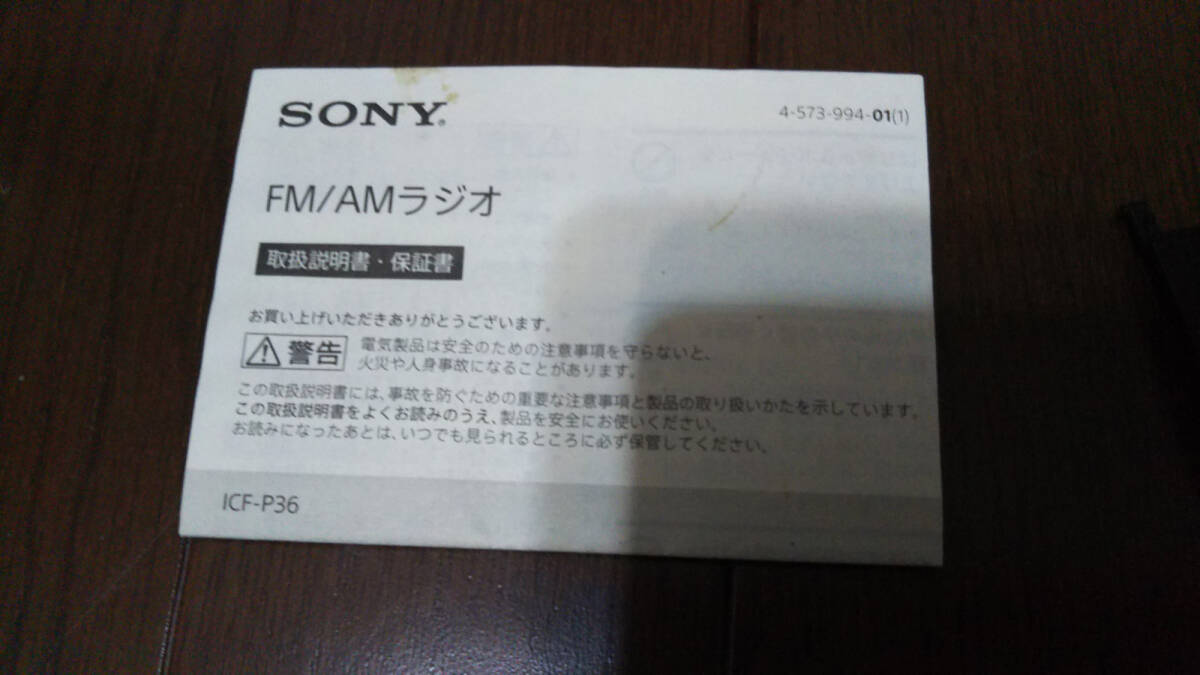 SONY®
4-573-994-01(1)
FM/AMラジオ
取扱説明書・保証書
お買い上げいただきありがとうございます。
警告
電気製品は安全のための注意事項を守らないと、
火災や人身事故になることがあります。
この取扱説明書には、事故を防ぐための重要な注意事項と製品の取り扱いかたを示しています。
この取扱説明書をよくお読みのうえ、製品を安全にお使いください。
お読みになったあとは、いつでも見られるところに必ず保管してください。
ICF-P36